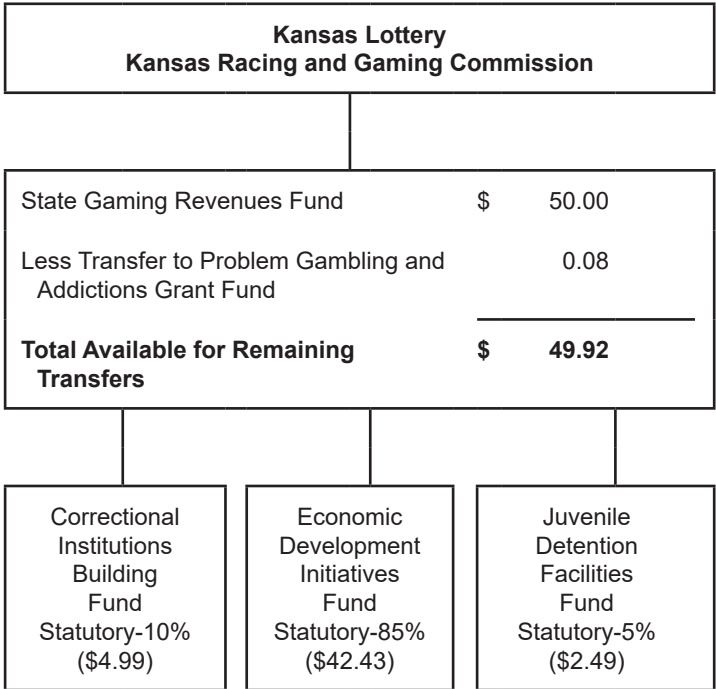 Kansas Lottery
Kansas Racing and Gaming Commission
State Gaming Revenues Fund $ 50.00
Less Transfer to Problem Gambling and 0.08
Addictions Grant Fund
Total Available for Remaining $ 49.92
Transfers
Correctional
Institutions
Building
Fund
Statutory-10%
($4.99)
Economic
Development
Initiatives
Fund
Statutory-85%
($42.43)
Juvenile
Detention
Facilities
Fund
Statutory-5%
($2.49)